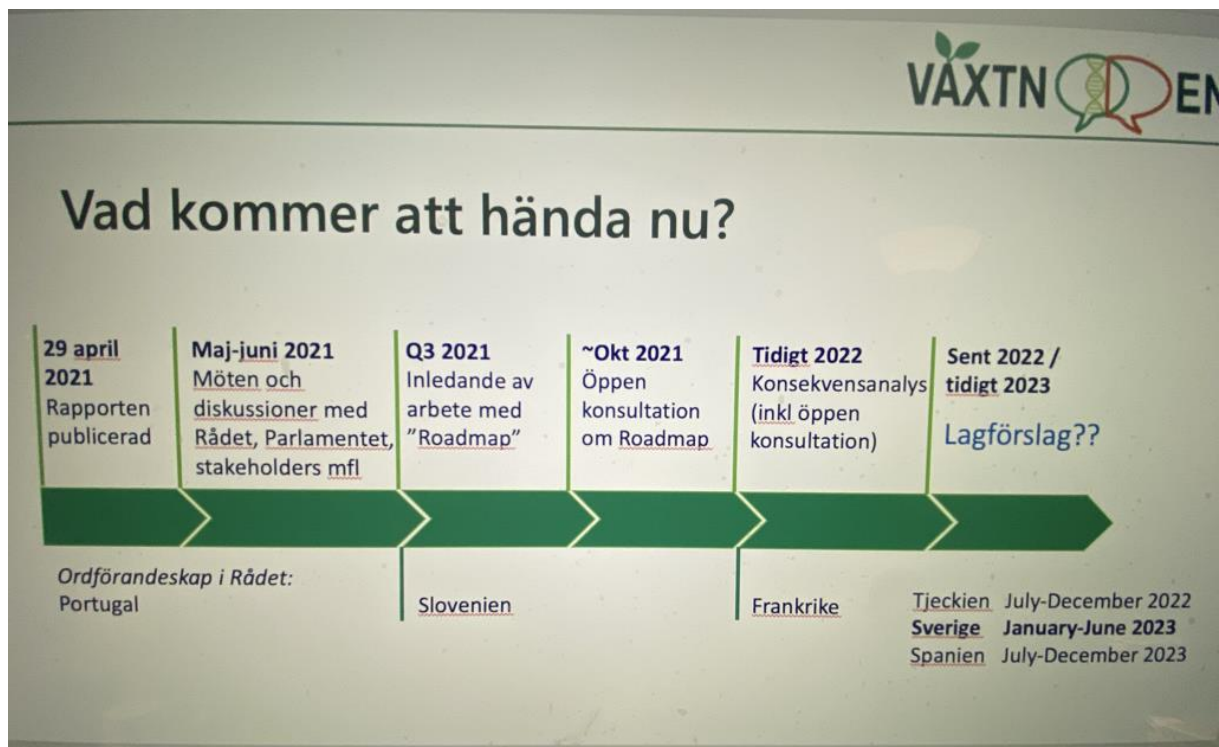 VÄXTN EN
Vad kommer att hända nu?
29 april
2021
Rapporten
publicerad
Maj-juni 2021
Möten och
diskussioner med
Rådet, Parlamentet,
stakeholders mfl
Q3 2021
Inledande av
arbete med
”Roadmap”
~Okt 2021
Öppen
konsultation
om Roadmap
Tidigt 2022
Konsekvensanalys
(inkl öppen
konsultation)
Sent 2022 /
tidigt 2023
Lagförslag??
Ordförandeskap i Rådet:
Portugal
Slovenien
Frankrike
Tjeckien July-December 2022
Sverige January-June 2023
Spanien July-December 2023